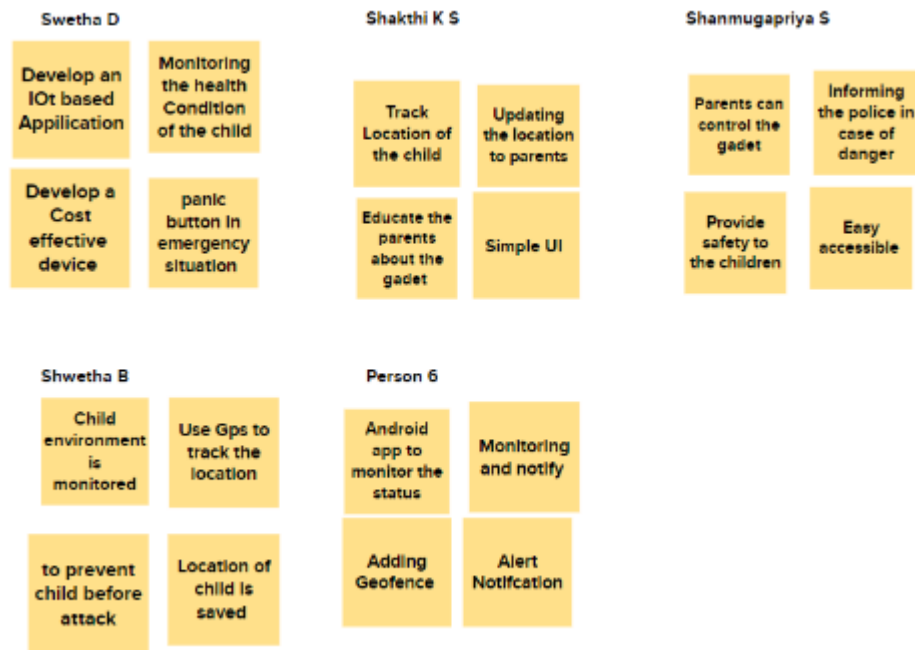 Swetha D
Develop an
IOt based
Appilication
Monitoring
the health
Condition
of the child
Develop a
Cost
effective
device
panic
button in
emergency
situation
Shakthi K S
Track
Location of
the child
Updating
the location
to parents
Educate the
parents
about the
gadet
Simple UI
Shanmugapriya S
Parents can
control the
gadet
Informing
the police in
case of
danger
Provide
safety to
the children
Easy
accessible
Shwetha B
Child
environment
is
monitored
Use Gps to
track the
location
to prevent
child before
attack
Location of
child is
saved
Person 6
Android
app to
monitor the
status
Monitoring
and notify
Adding
Geofence
Alert
Notifcation